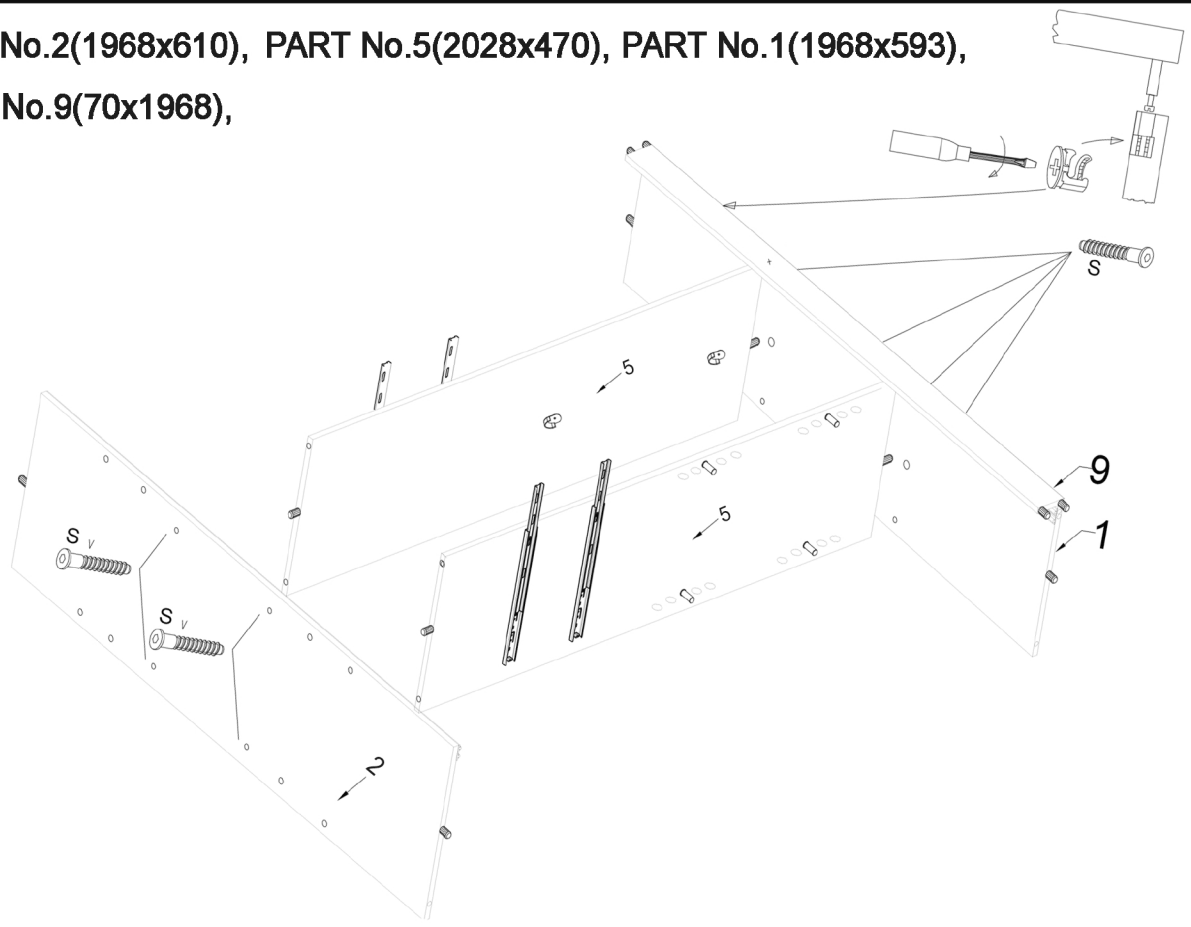 No.2(1968x610), PART No.5(2028x470), PART No.1(1968x593),
No.9(70x1968),
S
5
9
5
1
S
S
2